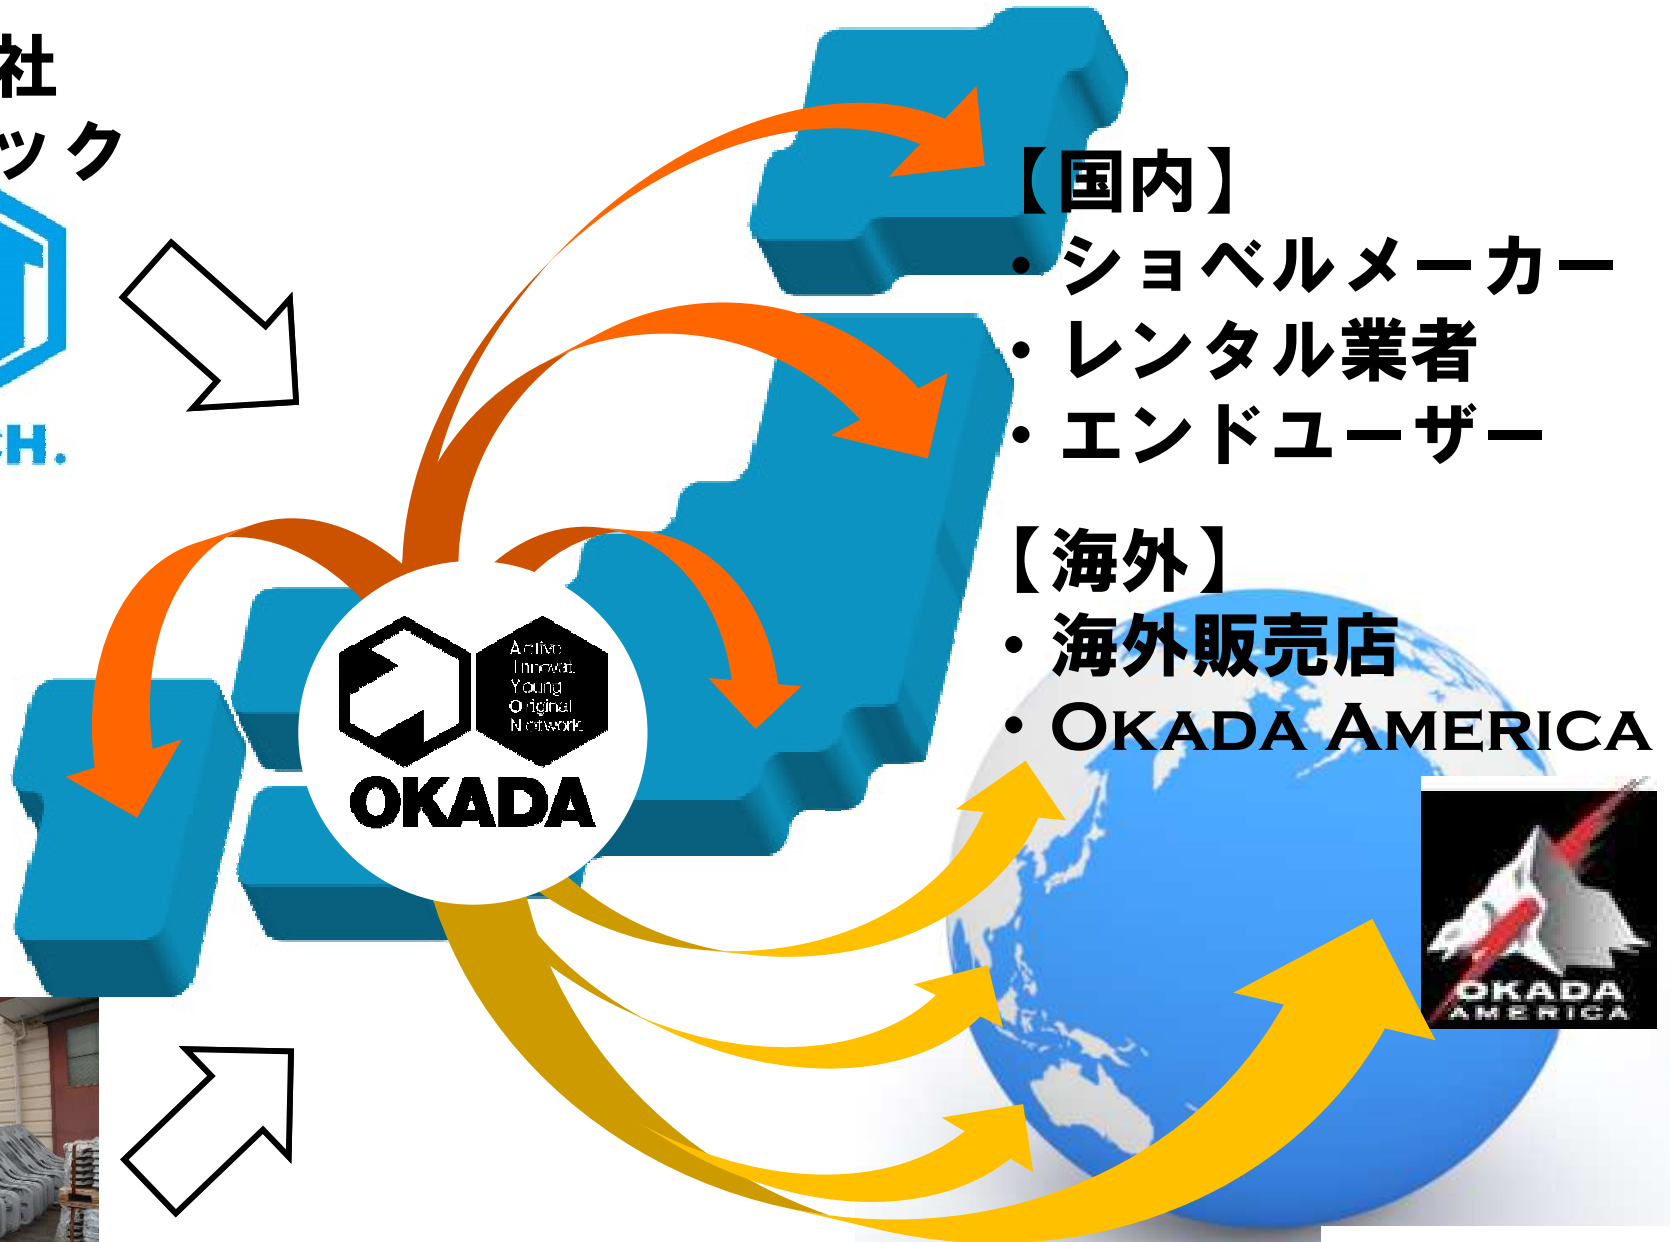 社
ック
CH.
【国内】
・ショベルメーカー
・レンタル業者
・エンドユーザー
【海外】
・海外販売店
・OKADA AMERICA
Active
Innovat.
Young
Original
Network
OKADA
OKADA
AMERICA